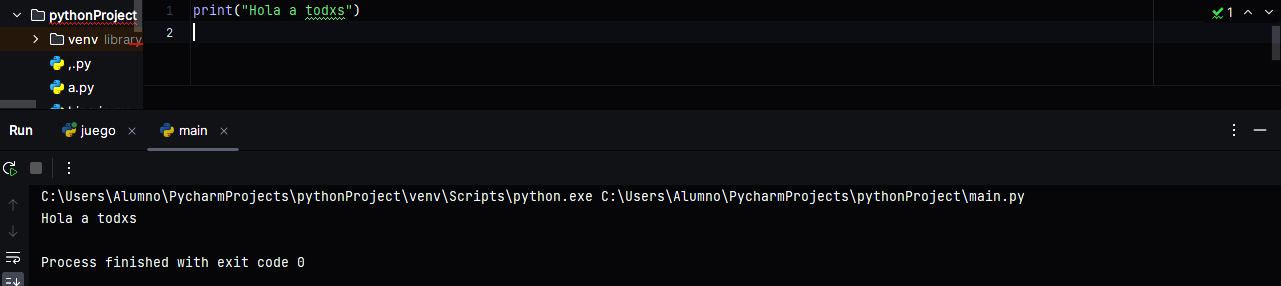 pythonProject
venv library
,.py
a.py
1 print("Hola a todxs")
2
1
Run juego main
C:\Users\Alumno\PycharmProjects\pythonProject\venv\Scripts\python.exe C:\Users\Alumno\PycharmProjects\pythonProject\main.py
Hola a todxs
Process finished with exit code 0